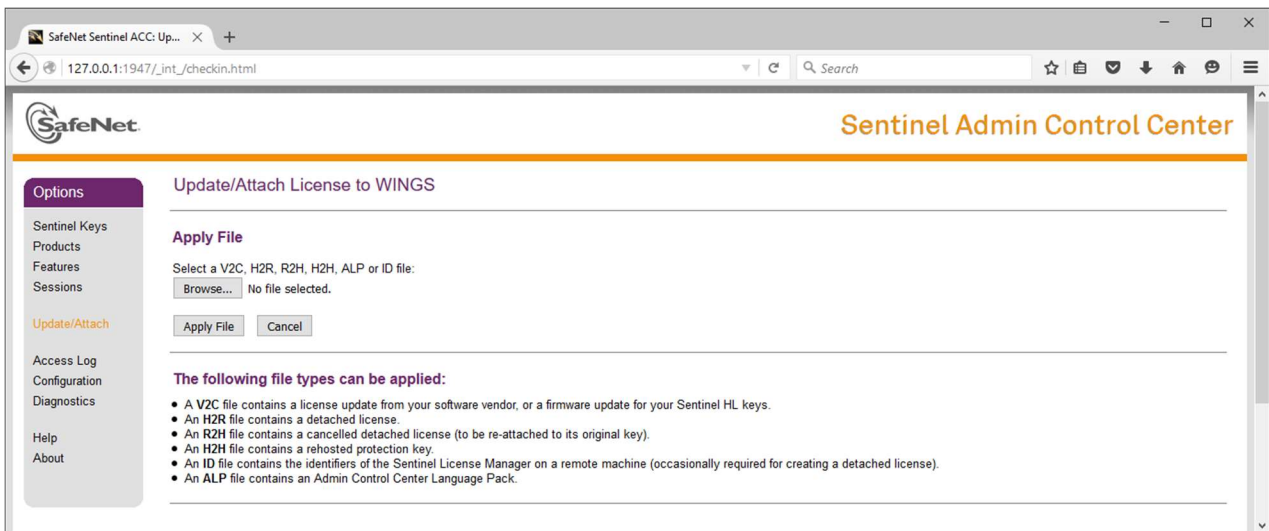 SafeNet Sentinel ACC: Up...
127.0.0.1:1947/_int_/checkin.html
Search
SafeNet.
Sentinel Admin Control Center
Options
Sentinel Keys
Products
Features
Sessions
Update/Attach
Access Log
Configuration
Diagnostics
Help
About
Update/Attach License to WINGS
Apply File
Select a V2C, H2R, R2H, H2H, ALP or ID file:
Browse... No file selected.
Apply File Cancel
The following file types can be applied:
• A V2C file contains a license update from your software vendor, or a firmware update for your Sentinel HL keys.
• An H2R file contains a detached license.
• An R2H file contains a cancelled detached license (to be re-attached to its original key).
• An H2H file contains a rehosted protection key.
• An ID file contains the identifiers of the Sentinel License Manager on a remote machine (occasionally required for creating a detached license).
• An ALP file contains an Admin Control Center Language Pack.